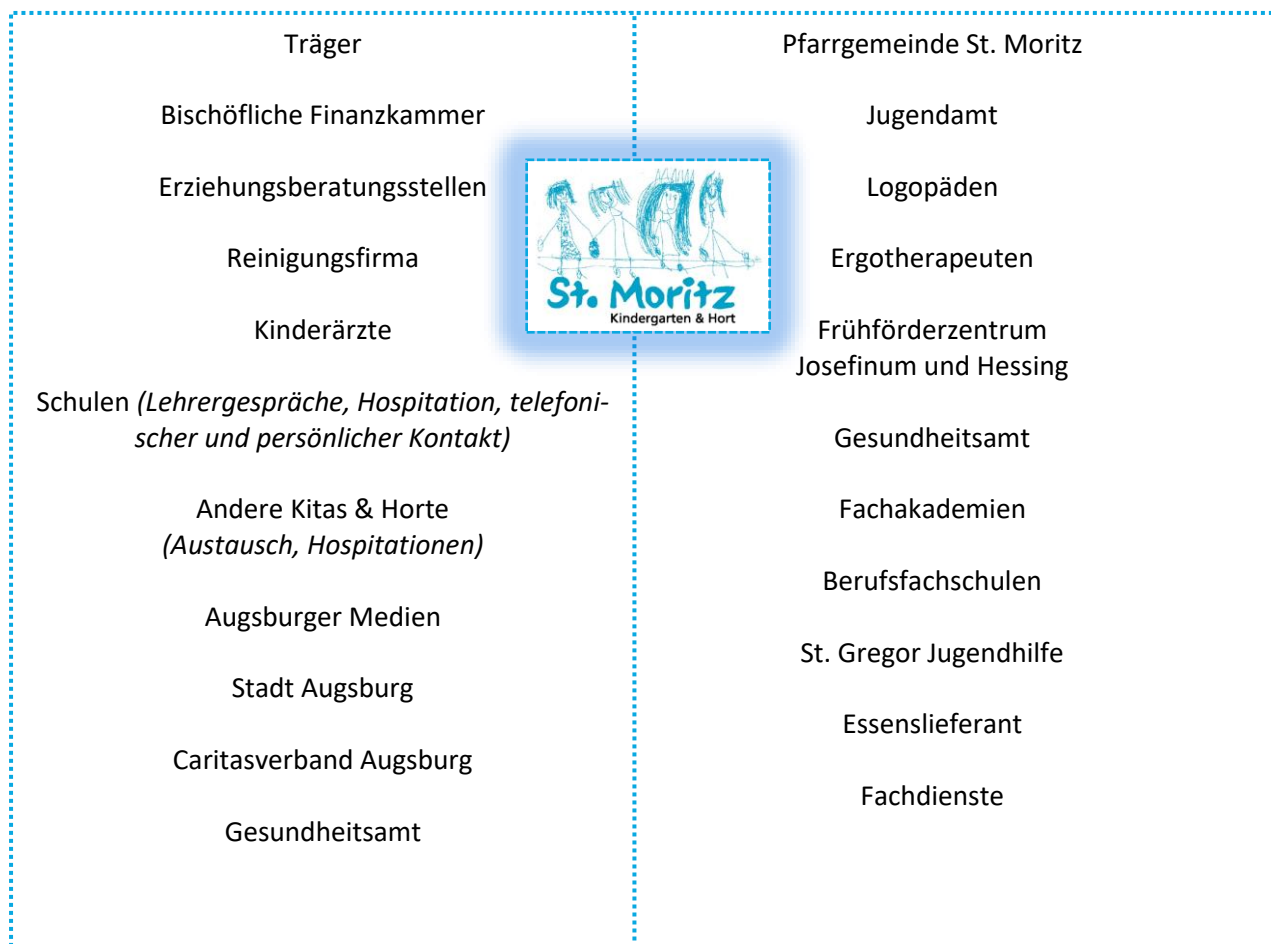 Träger
Bischöfliche Finanzkammer
Erziehungsberatungsstellen
Reinigungsfirma
Kinderärzte
Schulen (Lehrergespräche, Hospitation, telefoni-
scher und persönlicher Kontakt)
Andere Kitas & Horte
(Austausch, Hospitationen)
Augsburger Medien
Stadt Augsburg
Caritasverband Augsburg
Gesundheitsamt
St. Moritz
Kindergarten & Hort
Pfarrgemeinde St. Moritz
Jugendamt
Logopäden
Ergotherapeuten
Frühförderzentrum
Josefinum und Hessing
Gesundheitsamt
Fachakademien
Berufsfachschulen
St. Gregor Jugendhilfe
Essenslieferant
Fachdienste